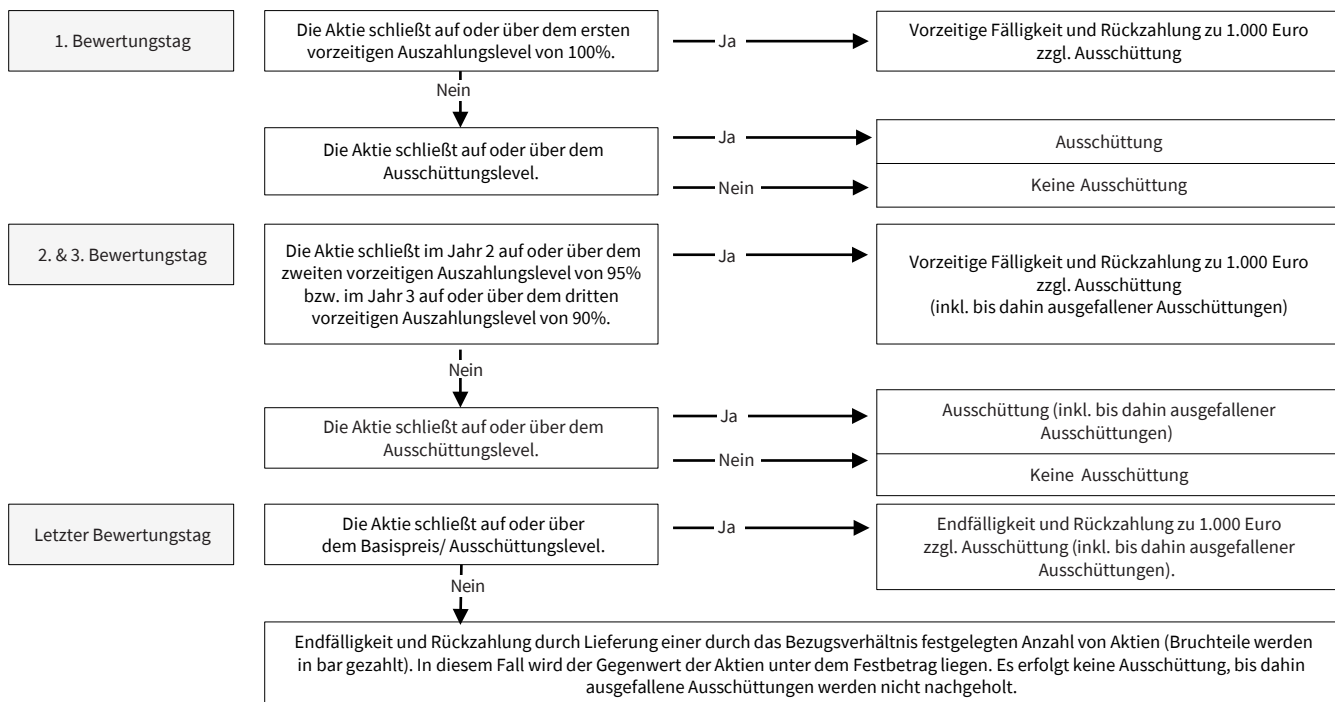 1. Bewertungstag
Die Aktie schließt auf oder über dem ersten
vorzeitigen Auszahlungslevel von 100%.
Ja
Vorzeitige Fälligkeit und Rückzahlung zu 1.000 Euro
zzgl. Ausschüttung
Nein
Die Aktie schließt auf oder über dem
Ausschüttungslevel.
Ja
Ausschüttung
Nein
Keine Ausschüttung
2. & 3. Bewertungstag
Die Aktie schließt im Jahr 2 auf oder über dem
zweiten vorzeitigen Auszahlungslevel von 95%
bzw. im Jahr 3 auf oder über dem dritten
vorzeitigen Auszahlungslevel von 90%.
Ja
Vorzeitige Fälligkeit und Rückzahlung zu 1.000 Euro
zzgl. Ausschüttung
(inkl. bis dahin ausgefallener Ausschüttungen)
Nein
Die Aktie schließt auf oder über dem
Ausschüttungslevel.
Ja
Ausschüttung (inkl. bis dahin ausgefallener
Ausschüttungen)
Nein
Keine Ausschüttung
Letzter Bewertungstag
Die Aktie schließt auf oder über
dem Basispreis/ Ausschüttungslevel.
Ja
Endfälligkeit und Rückzahlung zu 1.000 Euro
zzgl. Ausschüttung (inkl. bis dahin ausgefallener
Ausschüttungen).
Nein
Endfälligkeit und Rückzahlung durch Lieferung einer durch das Bezugsverhältnis festgelegten Anzahl von Aktien (Bruchteile werden
in bar gezahlt). In diesem Fall wird der Gegenwert der Aktien unter dem Festbetrag liegen. Es erfolgt keine Ausschüttung, bis dahin
ausgefallene Ausschüttungen werden nicht nachgeholt.